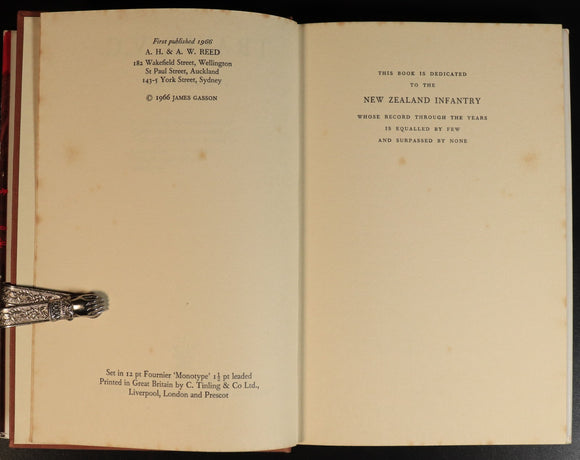 First published 1966
A. H. & A. W. REED
182 Wakefield Street, Wellington
St Paul Street, Auckland
143-5 York Street, Sydney
© 1966 JAMES GASSON
Set in 12 pt Fournier 'Monotype' 1½ pt leaded
Printed in Great Britain by C. Tinling & Co Ltd.,
Liverpool, London and Prescot
THIS BOOK IS DEDICATED
TO THE
NEW ZEALAND INFANTRY
WHOSE RECORD THROUGH THE YEARS
IS EQUALLED BY FEW
AND SURPASSED BY NONE